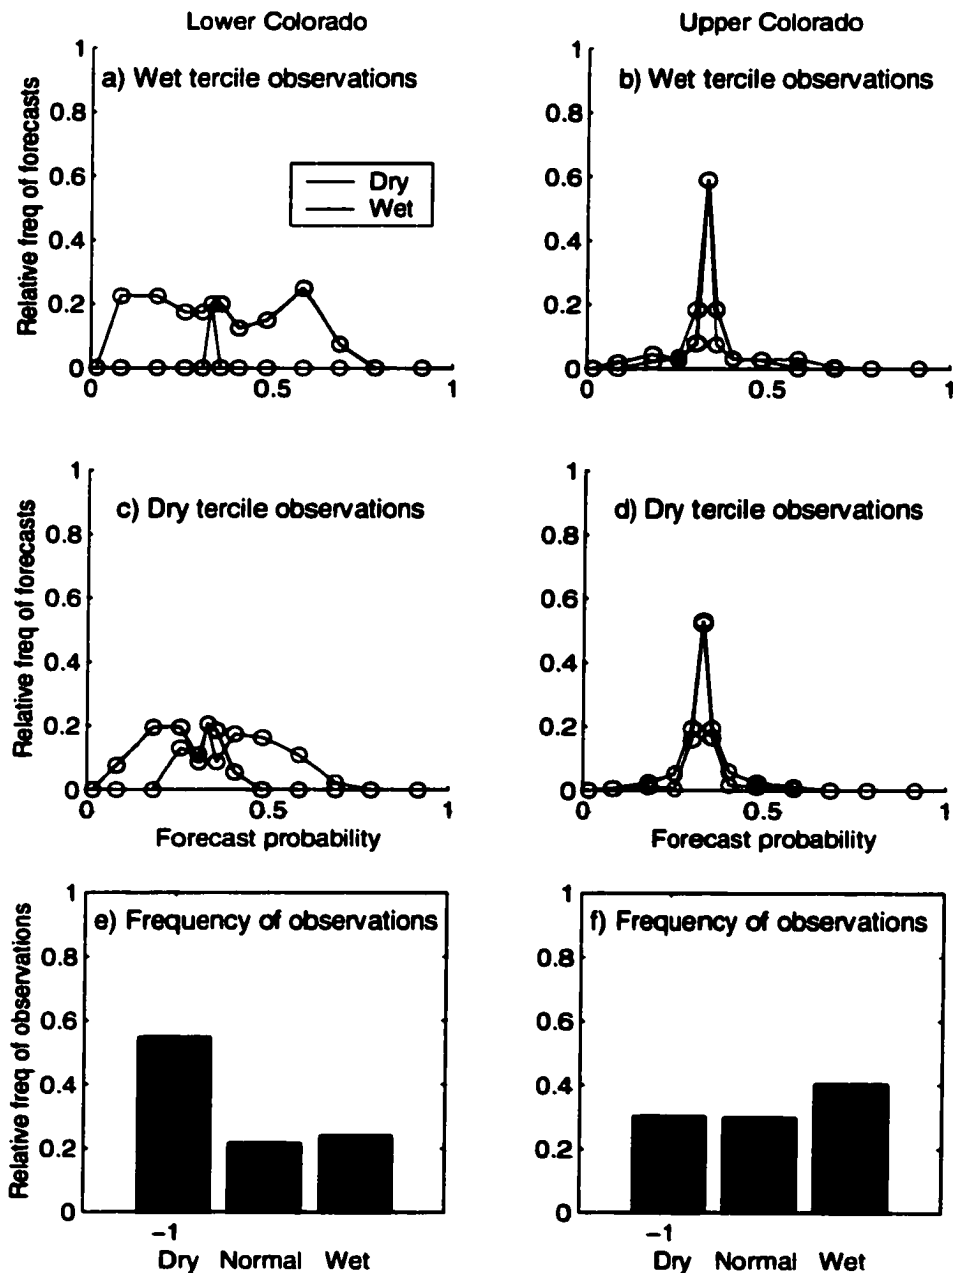 Lower Colorado
Upper Colorado
a) Wet tercile observations
b) Wet tercile observations
Relative freq of forecasts
1
0.8
0.6
0.4
0.2
0
Dry
Wet
0
0.5
1
1
0.8
0.6
0.4
0.2
0
0
0.5
1
c) Dry tercile observations
d) Dry tercile observations
Relative freq of forecasts
1
0.8
0.6
0.4
0.2
0
0
0.5
1
Forecast probability
1
0.8
0.6
0.4
0.2
0
0
0.5
1
Forecast probability
e) Frequency of observations
f) Frequency of observations
Relative freq of observations
1
0.8
0.6
0.4
0.2
0
-1
Dry Normal Wet
1
0.8
0.6
0.4
0.2
0
-1
Dry Normal Wet